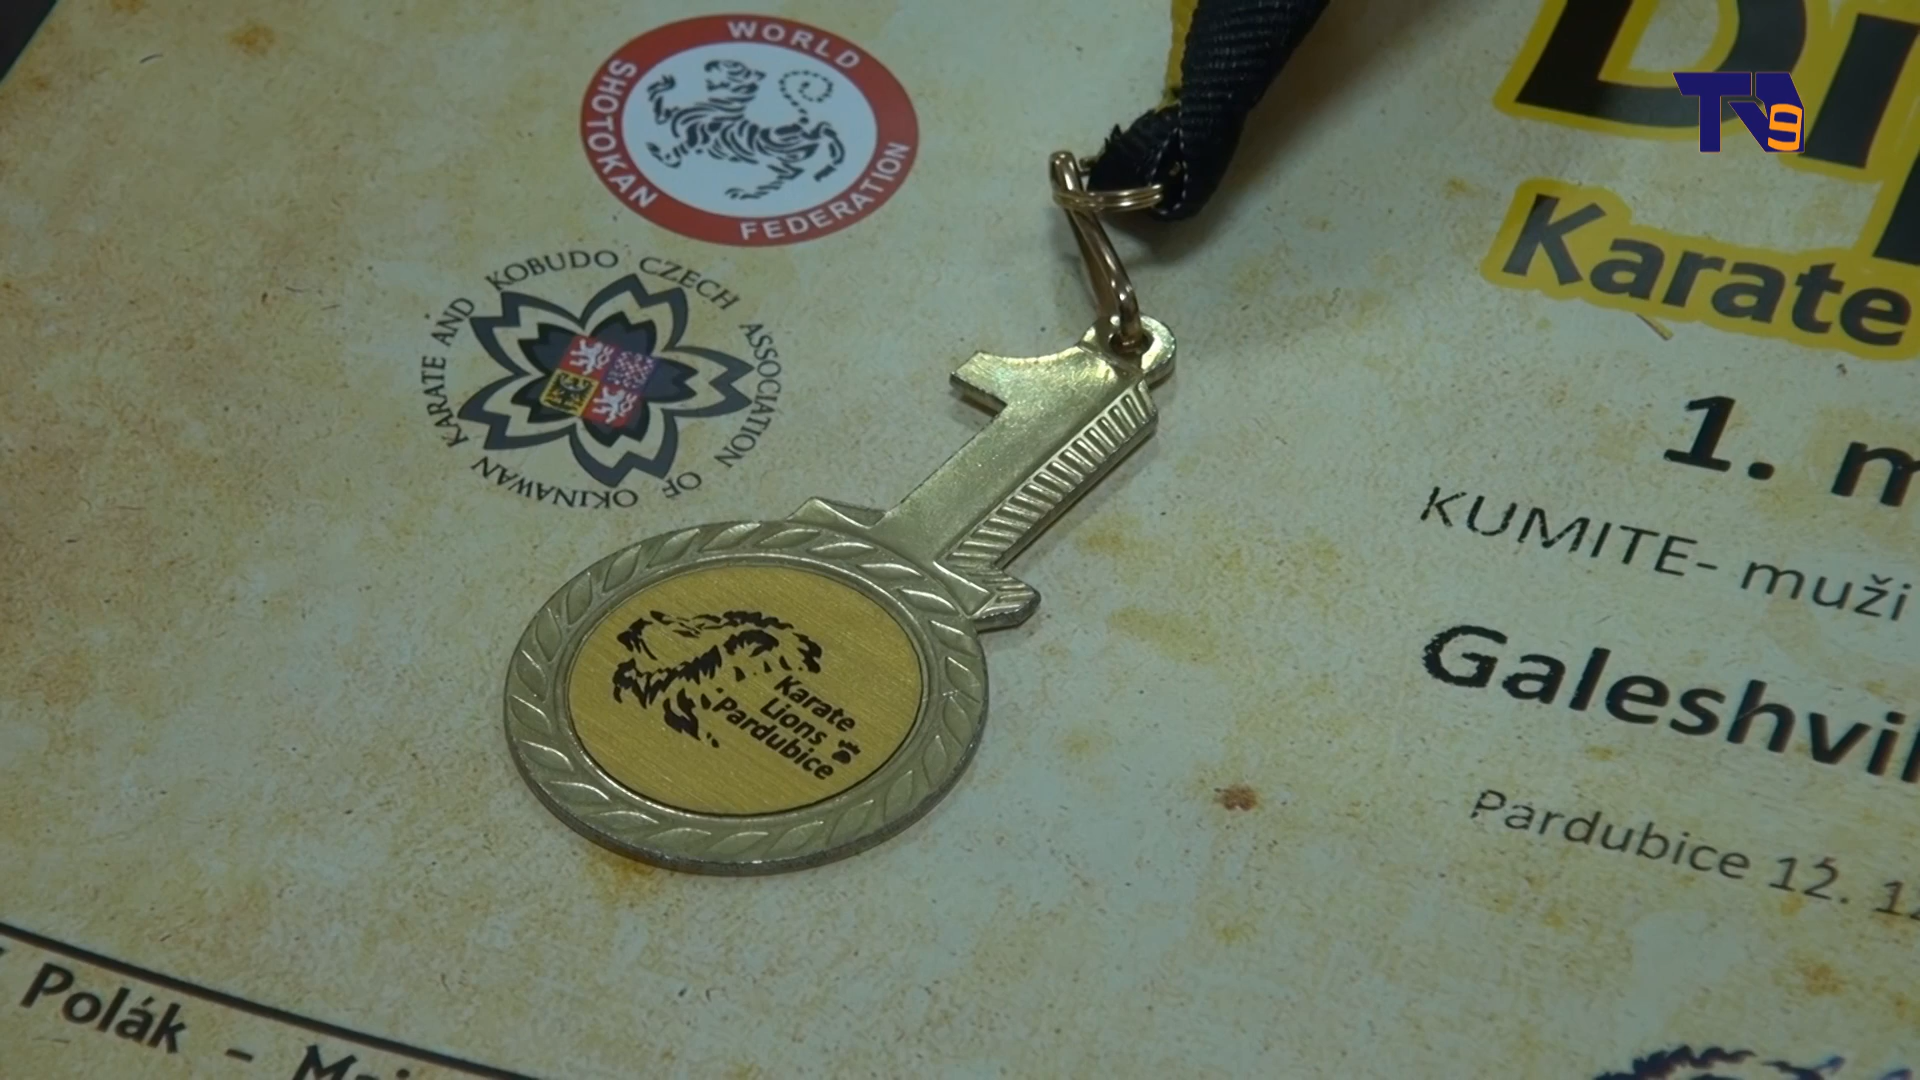 WORLD SHOTOKAN FEDERATION
KARATE AND KOBUDO CZECH ASSOCIATION OF OKINAWAN
TV9
Karate
1. m
KUMITE- muži
Galeshvi
Pardubice 12. 1
Karate
Lions
Pardubice
Polák -